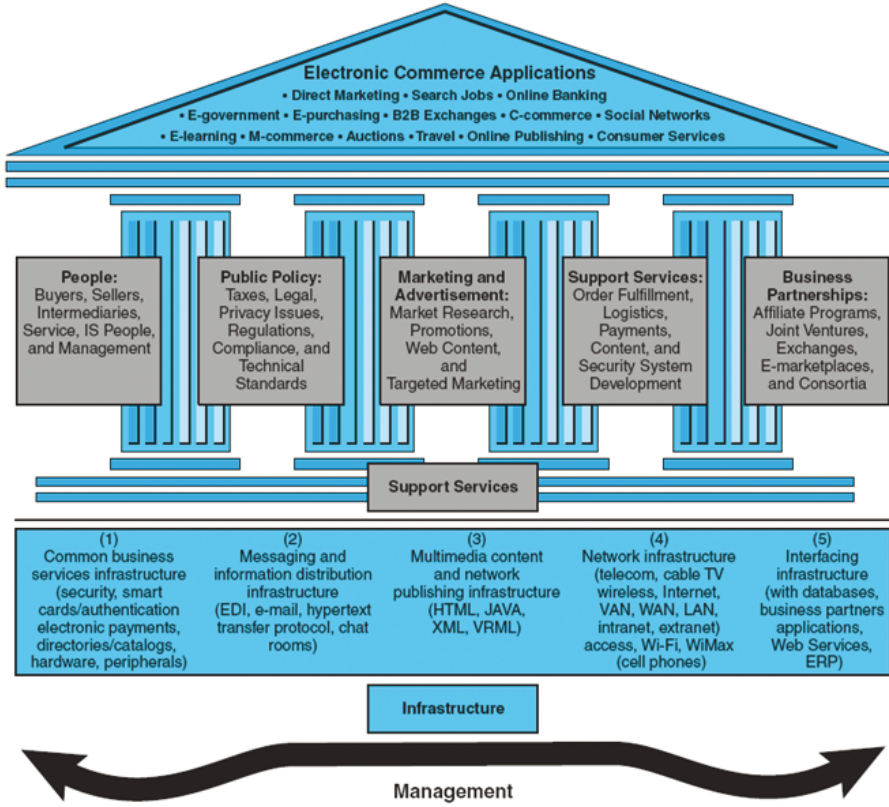 Electronic Commerce Applications
• Direct Marketing • Search Jobs • Online Banking
• E-government • E-purchasing • B2B Exchanges • C-commerce • Social Networks
• E-learning • M-commerce • Auctions • Travel • Online Publishing • Consumer Services
People:
Buyers, Sellers,
Intermediaries,
Service, IS People,
and Management
Public Policy:
Taxes, Legal,
Privacy Issues,
Regulations,
Compliance, and
Technical
Standards
Marketing and
Advertisement:
Market Research,
Promotions,
Web Content,
and
Targeted Marketing
Support Services:
Order Fulfillment,
Logistics,
Payments,
Content, and
Security System
Development
Business
Partnerships:
Affiliate Programs,
Joint Ventures,
Exchanges,
E-marketplaces,
and Consortia
Support Services
(1)
Common business
services infrastructure
(security, smart
cards/authentication
electronic payments,
directories/catalogs,
hardware, peripherals)
(2)
Messaging and
information distribution
infrastructure
(EDI, e-mail, hypertext
transfer protocol, chat
rooms)
(3)
Multimedia content
and network
publishing infrastructure
(HTML, JAVA,
XML, VRML)
(4)
Network infrastructure
(telecom, cable TV
wireless, Internet,
VAN, WAN, LAN,
intranet, extranet)
access, Wi-Fi, WiMax
(cell phones)
(5)
Interfacing
infrastructure
(with databases,
business partners
applications,
Web Services,
ERP)
Infrastructure
Management